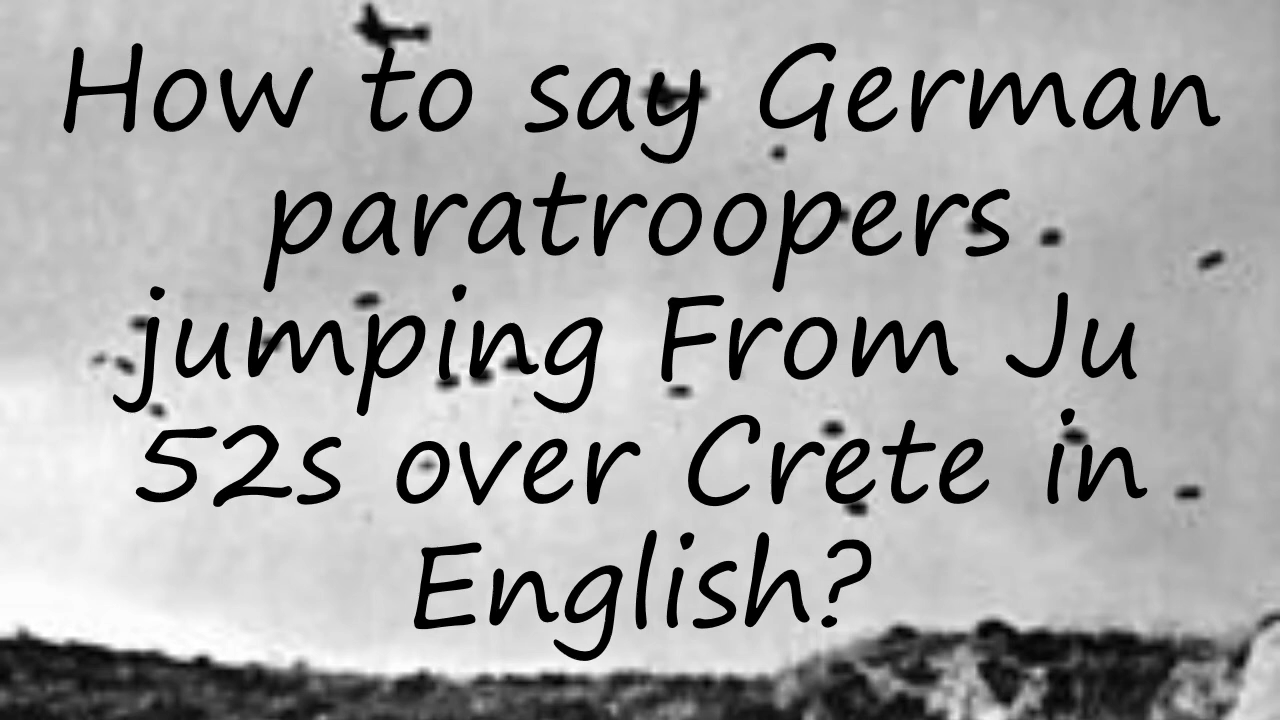 How to say German
paratroopers
jumping From Ju
52s over Crete in
English?